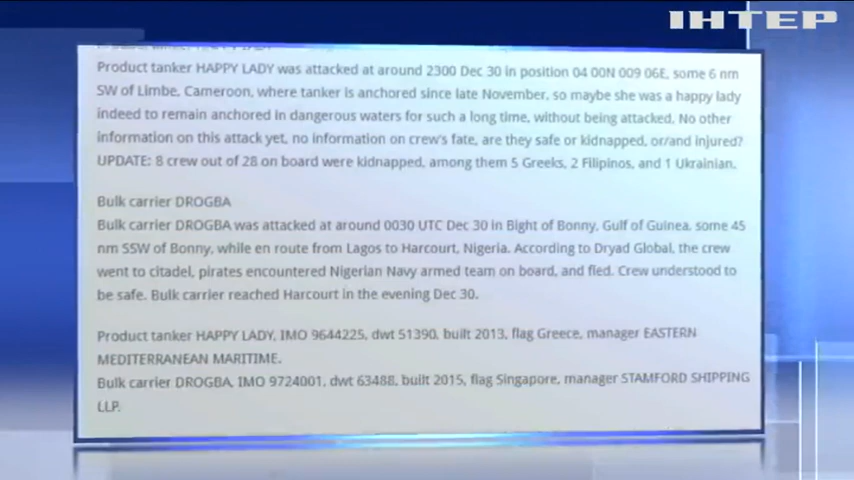 ІНТЕР
Product tanker HAPPY LADY was attacked at around 2300 Dec 30 in position 04 00N 009 06E, some 6 nm
SW of Limbe, Cameroon, where tanker is anchored since late November, so maybe she was a happy lady
indeed to remain anchored in dangerous waters for such a long time, without being attacked. No other
information on this attack yet, no information on crew's fate, are they safe or kidnapped, or/and injured?
UPDATE: 8 crew out of 28 on board were kidnapped, among them 5 Greeks, 2 Filipinos, and 1 Ukrainian.
Bulk carrier DROGBA
Bulk carrier DROGBA was attacked at around 0030 UTC Dec 30 in Bight of Bonny, Gulf of Guinea, some 45
nm SSW of Bonny, while en route from Lagos to Harcourt, Nigeria. According to Dryad Global, the crew
went to citadel, pirates encountered Nigerian Navy armed team on board, and fled. Crew understood to
be safe. Bulk carrier reached Harcourt in the evening Dec 30.
Product tanker HAPPY LADY, IMO 9644225, dwt 51390, built 2013, flag Greece, manager EASTERN
MEDITERRANEAN MARITIME.
Bulk carrier DROGBA, IMO 9724001, dwt 63488, built 2015, flag Singapore, manager STAMFORD SHIPPING
LLP.